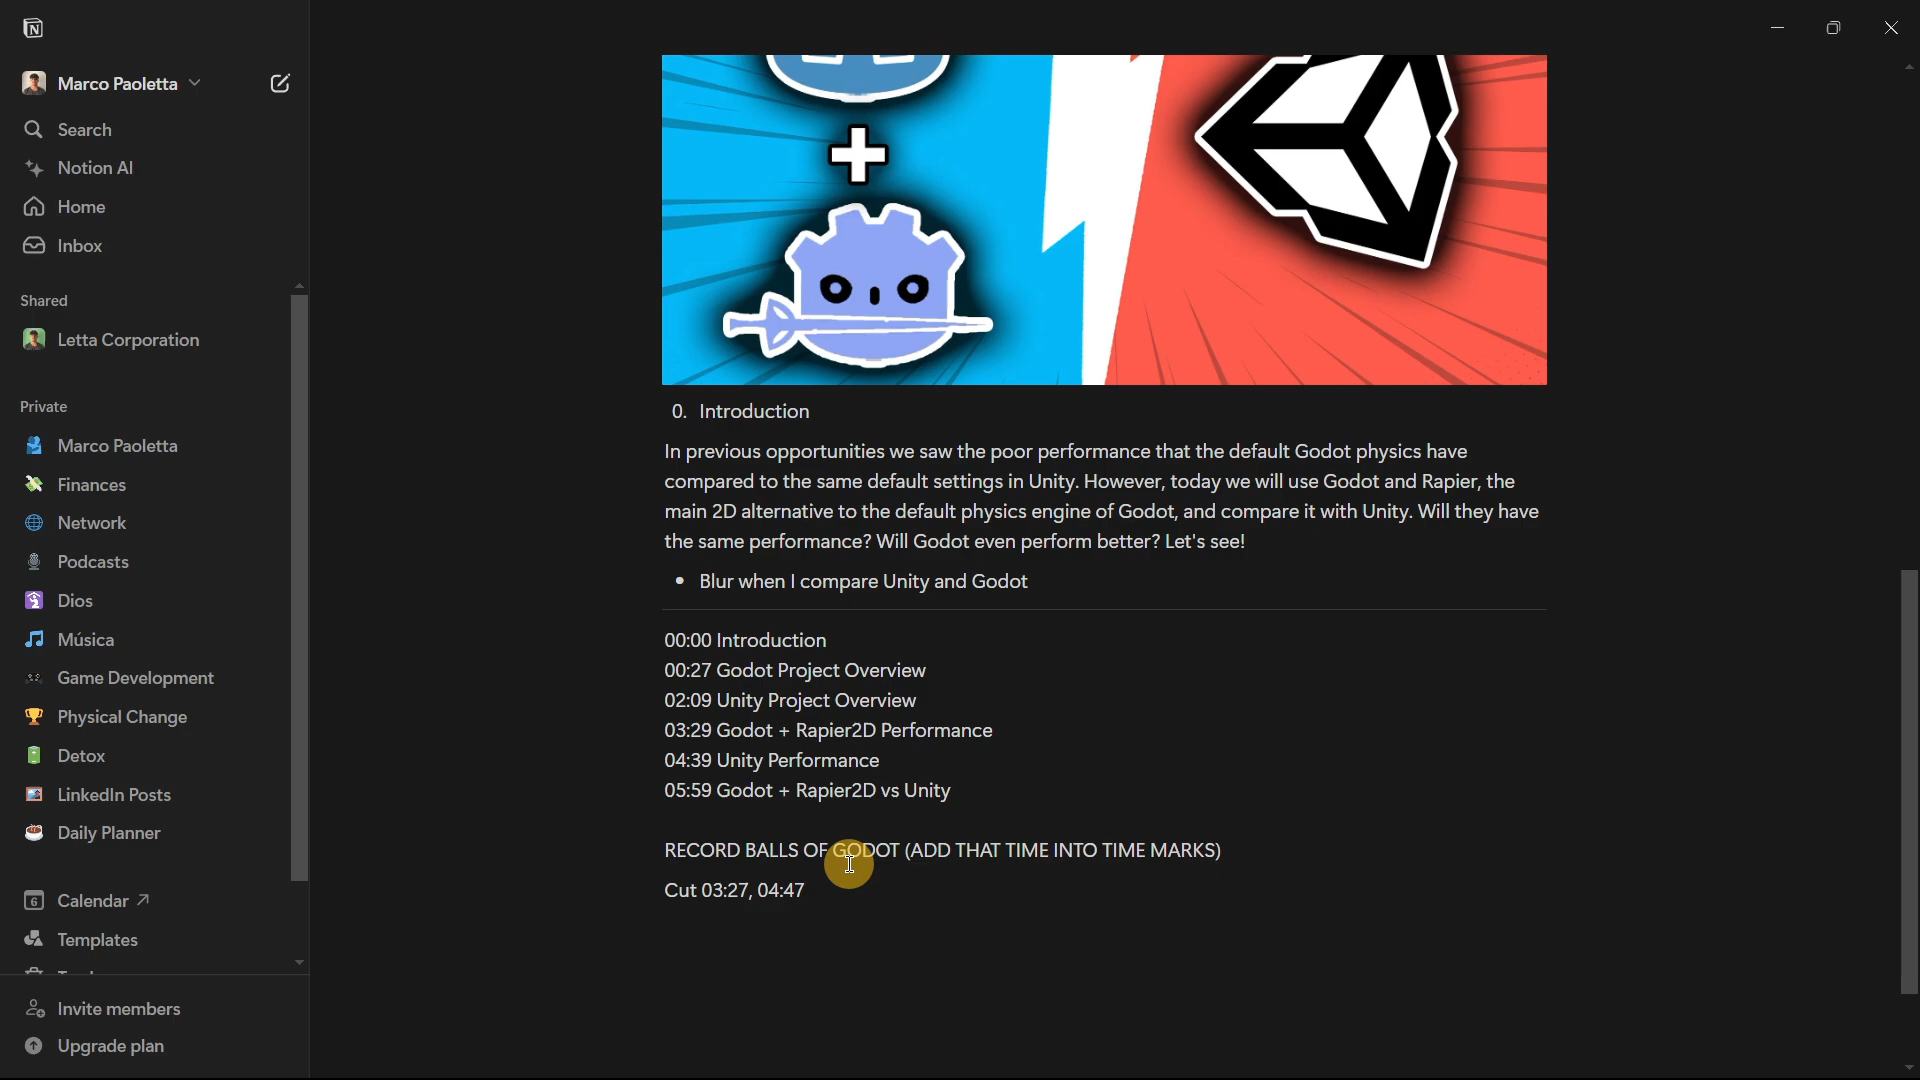 Marco Paoletta
Search
Notion AI
Home
Inbox
Shared
Letta Corporation
Private
Marco Paoletta
Finances
Network
Podcasts
Dios
Música
Game Development
Physical Change
Detox
LinkedIn Posts
Daily Planner
6 Calendar
Templates
Invite members
Upgrade plan
0. Introduction
In previous opportunities we saw the poor performance that the default Godot physics have
compared to the same default settings in Unity. However, today we will use Godot and Rapier, the
main 2D alternative to the default physics engine of Godot, and compare it with Unity. Will they have
the same performance? Will Godot even perform better? Let's see!
• Blur when I compare Unity and Godot
00:00 Introduction
00:27 Godot Project Overview
02:09 Unity Project Overview
03:29 Godot + Rapier2D Performance
04:39 Unity Performance
05:59 Godot + Rapier2D vs Unity
RECORD BALLS OF GODOT (ADD THAT TIME INTO TIME MARKS)
Cut 03:27, 04:47